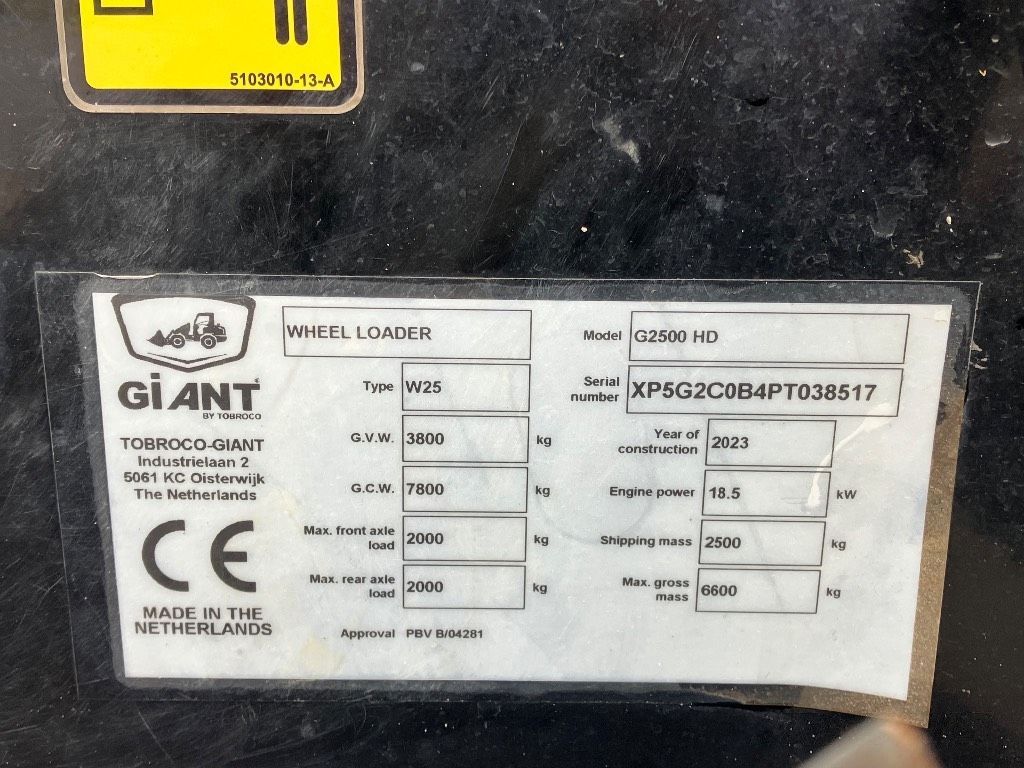 5103010-13-A
GiANT
BY TOBROCO
TOBROCO-GIANT
Industrielaan 2
5061 KC Oisterwijk
The Netherlands
CE
MADE IN THE
NETHERLANDS
WHEEL LOADER
Type W25
G.V.W. 3800 kg
G.C.W. 7800 kg
Max. front axle
load 2000 kg
Max. rear axle
load 2000 kg
Approval PBV B/04281
Model G2500 HD
Serial
number XP5G2C0B4PT038517
Year of
construction 2023
Engine power 18.5 kW
Shipping mass 2500 kg
Max. gross
mass 6600 kg